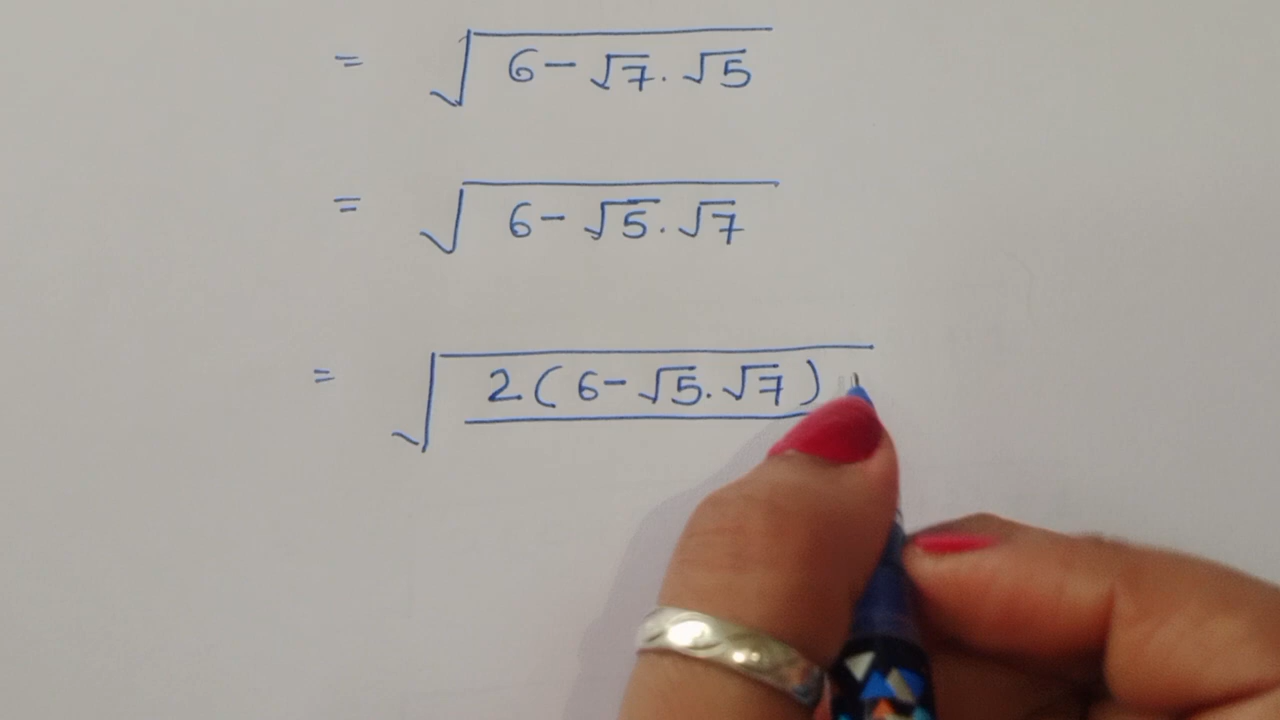 = √(6 - √7 . √5)
= √(6 - √5 . √7)
= √(2 ( 6 - √5 . √7 ))